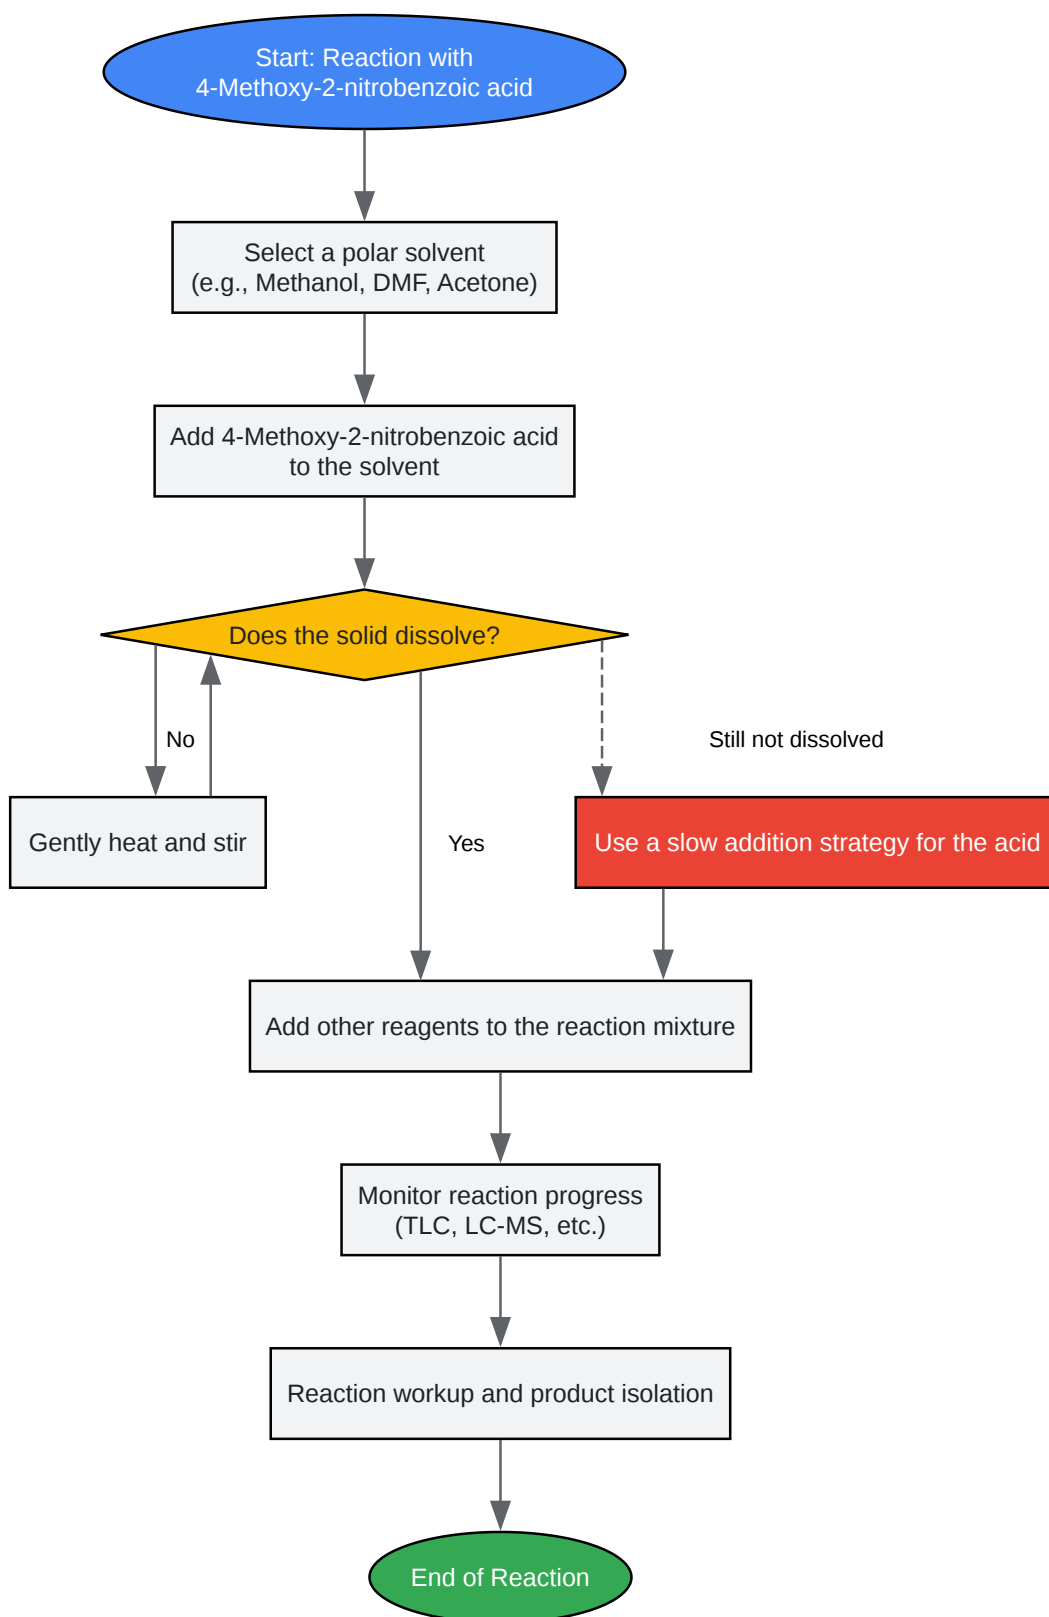 Start: Reaction with
4-Methoxy-2-nitrobenzoic acid
Select a polar solvent
(e.g., Methanol, DMF, Acetone)
Add 4-Methoxy-2-nitrobenzoic acid
to the solvent
Does the solid dissolve?
No
Still not dissolved
Gently heat and stir
Yes
Use a slow addition strategy for the acid
Add other reagents to the reaction mixture
Monitor reaction progress
(TLC, LC-MS, etc.)
Reaction workup and product isolation
End of Reaction